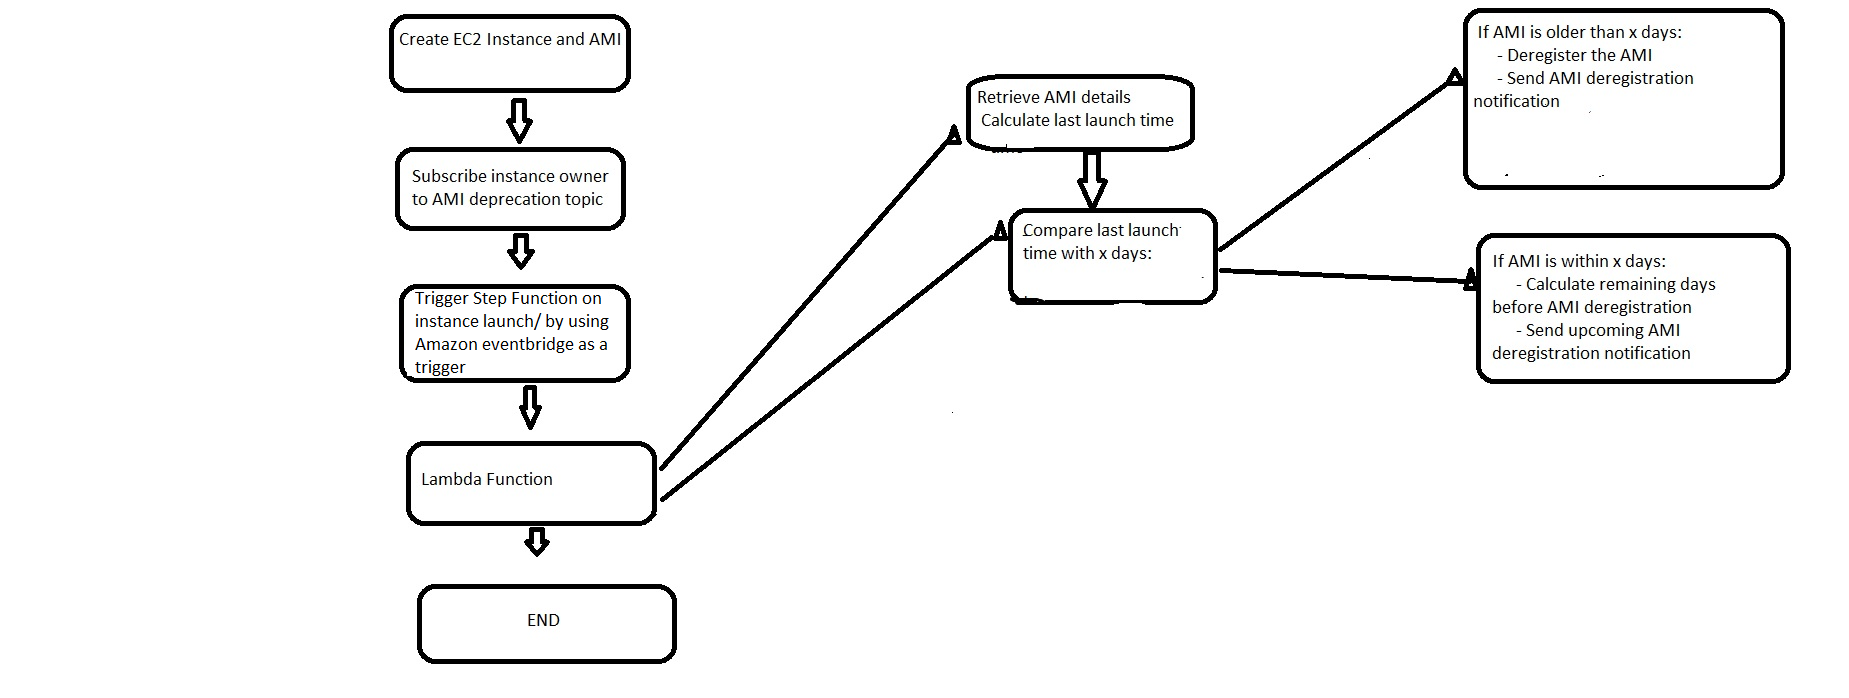 Create EC2 Instance and AMI
Subscribe instance owner
to AMI deprecation topic
Trigger Step Function on
instance launch/ by using
Amazon eventbridge as a
trigger
Lambda Function
END
Retrieve AMI details
Calculate last launch time
Compare last launch
time with x days:
If AMI is older than x days:
- Deregister the AMI
- Send AMI deregistration
notification
If AMI is within x days:
- Calculate remaining days
before AMI deregistration
- Send upcoming AMI
deregistration notification